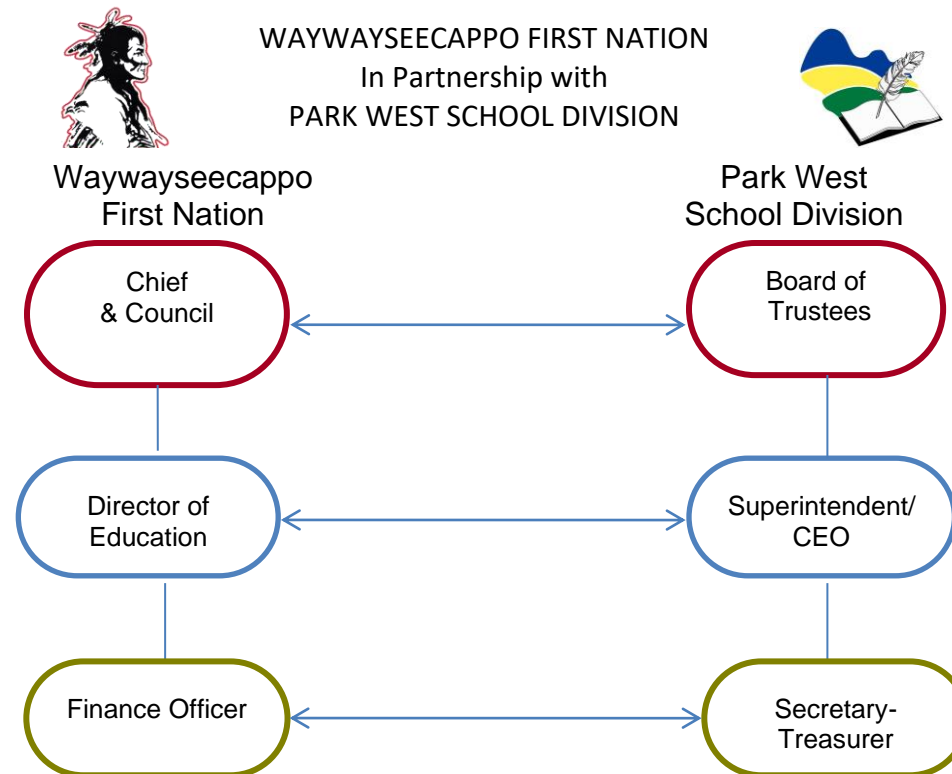 WAYWAYSEECAPPO FIRST NATION
In Partnership with
PARK WEST SCHOOL DIVISION
Waywayseecappo
First Nation
Park West
School Division
Chief
& Council
Board of
Trustees
Director of
Education
Superintendent/
CEO
Finance Officer
Secretary-
Treasurer